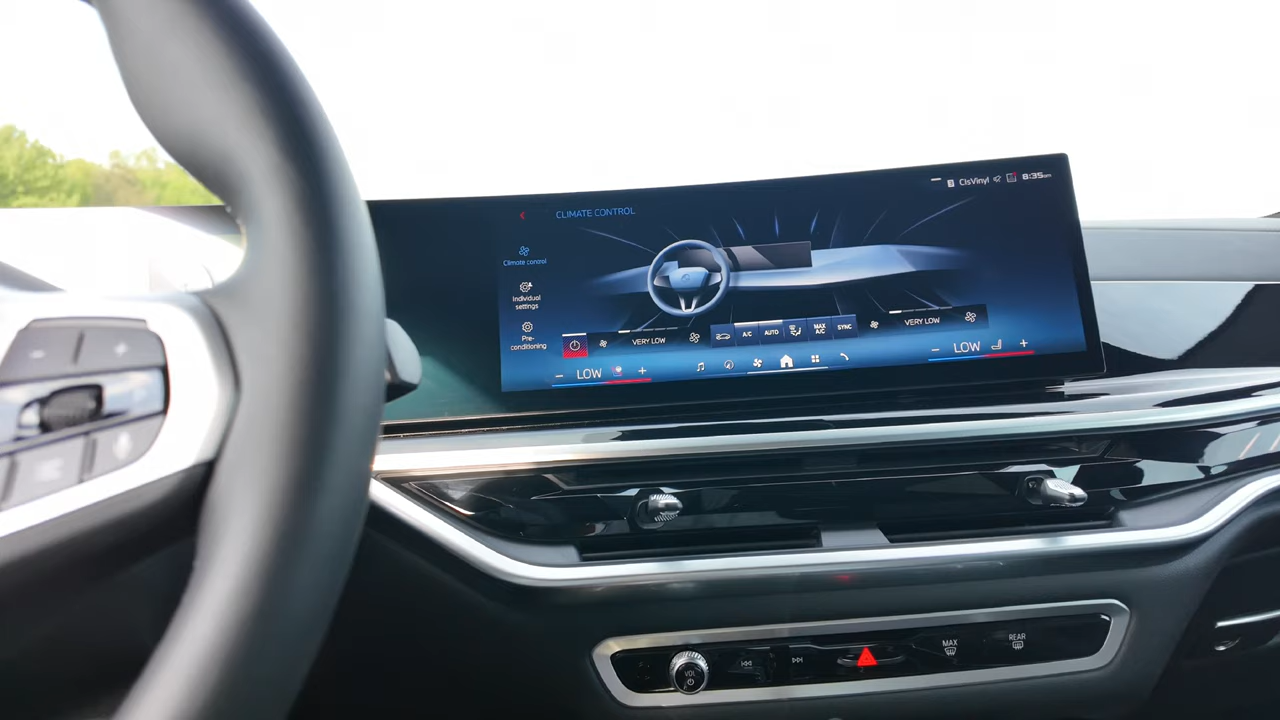 ClsVinyl 8:35am
CLIMATE CONTROL
Climate control
Individual
settings
Pre-
conditioning
VERY LOW
A/C
AUTO
MAX
A/C
SYNC
VERY LOW
LOW
LOW
VOL
MAX
REAR